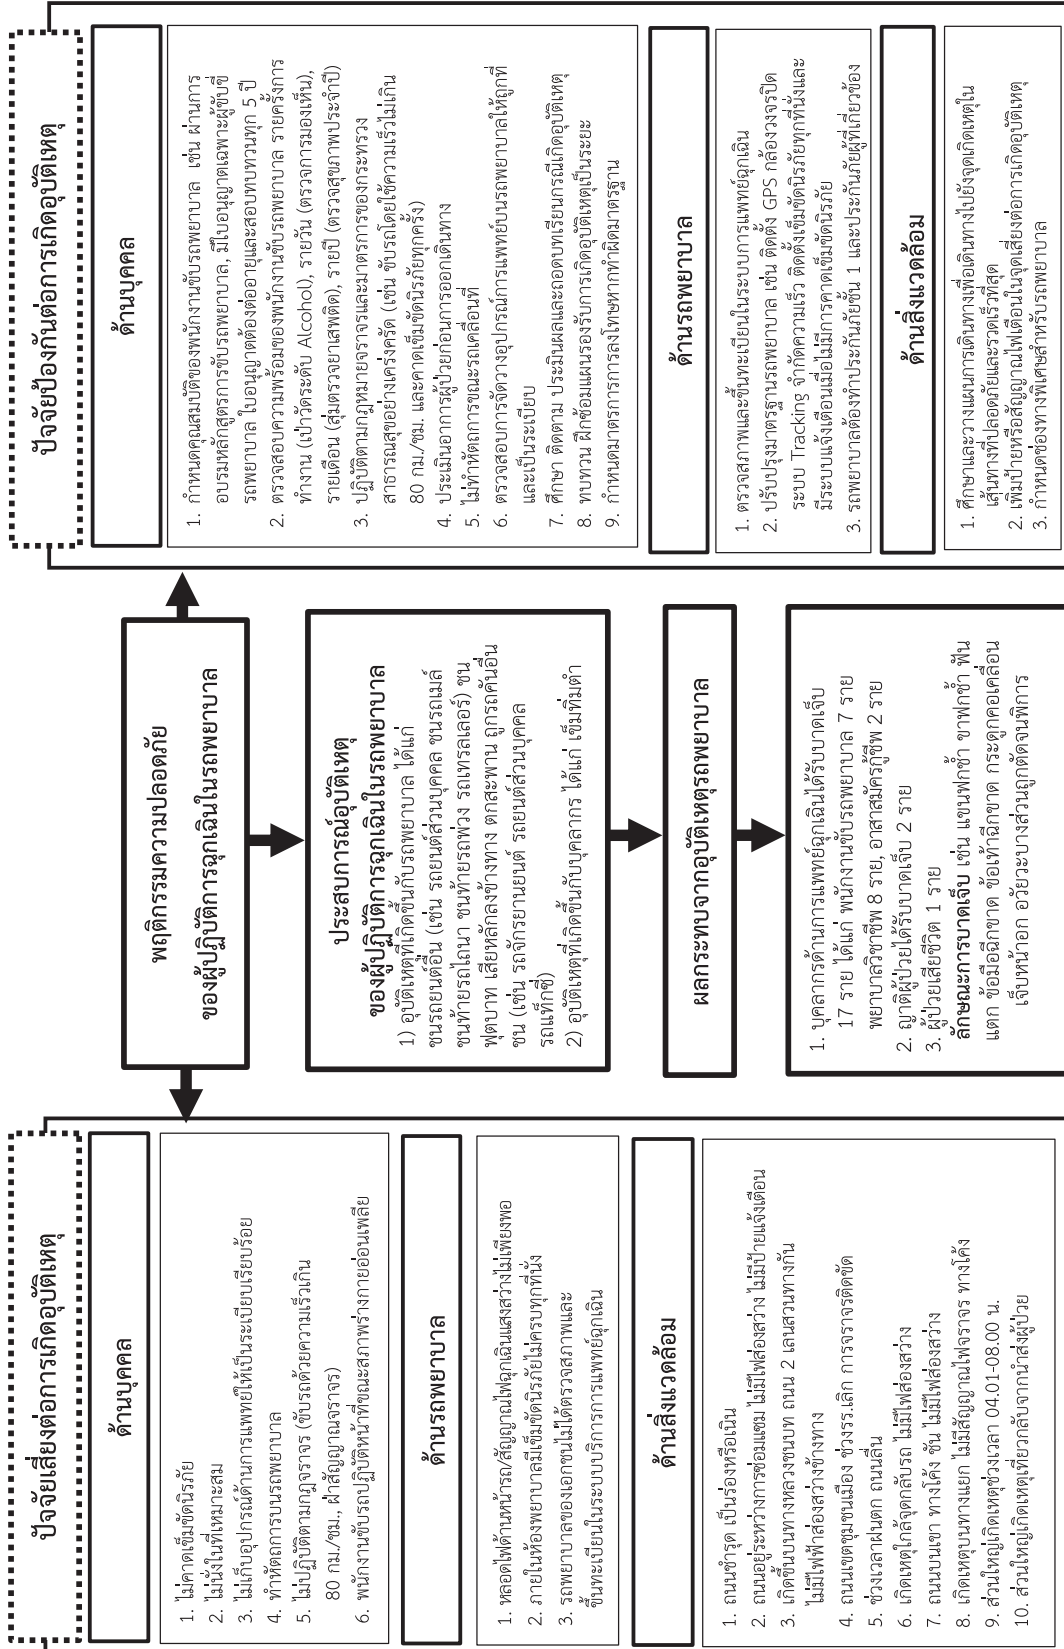 ปัจจัยเสี่ยงต่อการเกิดอุบัติเหตุ
ด้านบุคคล
1. ไม่คาดเข็มขัดนิรภัย
2. ไม่นั่งในที่เหมาะสม
3. ไม่เก็บอุปกรณ์ด้านการแพทย์ให้เป็นระเบียบเรียบร้อย
4. ทำหัตถการบนรถพยาบาล
5. ไม่ปฏิบัติตามกฎจราจร (ขับรถด้วยความเร็วเกิน
80 กม./ชม., ฝ่าสัญญาณจราจร)
6. พนักงานขับรถปฏิบัติหน้าที่ขณะสภาพร่างกายอ่อนเพลีย
ด้านรถพยาบาล
1. หลอดไฟด้านหน้ารถ/สัญญาณไฟฉุกเฉินแสงสว่างไม่เพียงพอ
2. ภายในห้องพยาบาลมีเข็มขัดนิรภัยไม่ครบทุกที่นั่ง
3. รถพยาบาลของเอกชนไม่ได้ตรวจสภาพและ
ขึ้นทะเบียนในระบบบริการการแพทย์ฉุกเฉิน
ด้านสิ่งแวดล้อม
1. ถนนชำรุด เป็นร่องหรือเนิน
2. ถนนอยู่ระหว่างการซ่อมแซม ไม่มีไฟส่องสว่าง ไม่มีป้ายแจ้งเตือน
3. เกิดขึ้นบนทางหลวงชนบท ถนน 2 เลนสวนทางกัน
ไม่มีไฟฟ้าส่องสว่างข้างทาง
4. ถนนเขตชุมชนเมือง ช่วงรร.เลิก การจราจรติดขัด
5. ช่วงเวลาฝนตก ถนนลื่น
6. เกิดเหตุใกล้จุดกลับรถ ไม่มีไฟส่องสว่าง
7. ถนนบนเขา ทางโค้ง ชัน ไม่มีไฟส่องสว่าง
8. เกิดเหตุบนทางแยก ไม่มีสัญญาณไฟจราจร ทางโค้ง
9. ส่วนใหญ่เกิดเหตุช่วงเวลา 04.01-08.00 น.
10. ส่วนใหญ่เกิดเหตุเที่ยวกลับจากนำส่งผู้ป่วย
พฤติกรรมความปลอดภัย
ของผู้ปฏิบัติการฉุกเฉินในรถพยาบาล
ประสบการณ์อุบัติเหตุ
ของผู้ปฏิบัติการฉุกเฉินในรถพยาบาล
1) อุบัติเหตุที่เกิดขึ้นกับรถพยาบาล ได้แก่
ชนรถยนต์อื่น (เช่น รถยนต์ส่วนบุคคล ชนรถเมล์
ชนท้ายรถไถนา ชนท้ายรถพ่วง รถเทรลเลอร์) ชน
ฟุตบาท เสียหลักลงข้างทาง ตกสะพาน ถูกรถคันอื่น
ชน (เช่น รถจักรยานยนต์ รถยนต์ส่วนบุคคล
รถแท็กซี่)
2) อุบัติเหตุที่เกิดขึ้นกับบุคลากร ได้แก่ เข็มทิ่มตำ
ผลกระทบจากอุบัติเหตุรถพยาบาล
1. บุคลากรด้านการแพทย์ฉุกเฉินได้รับบาดเจ็บ
17 ราย ได้แก่ พนักงานขับรถพยาบาล 7 ราย
พยาบาลวิชาชีพ 8 ราย, อาสาสมัครกู้ชีพ 2 ราย
2. ญาติผู้ป่วยได้รับบาดเจ็บ 2 ราย
3. ผู้ป่วยเสียชีวิต 1 ราย
ลักษณะการบาดเจ็บ เช่น แขนฟกช้ำ ขาฟกช้ำ ฟัน
แตก ข้อมือฉีกขาด ข้อเท้าฉีกขาด กระดูกคอเคลื่อน
เจ็บหน้าอก อวัยวะบางส่วนถูกตัดจนพิการ
ปัจจัยป้องกันต่อการเกิดอุบัติเหตุ
ด้านบุคคล
1. กำหนดคุณสมบัติของพนักงานขับรถพยาบาล เช่น ผ่านการ
อบรมหลักสูตรการขับรถพยาบาล, มีใบอนุญาตเฉพาะผู้ขับขี่
รถพยาบาล ใบอนุญาตต้องต่ออายุและสอบทบทวนทุก 5 ปี
2. ตรวจสอบความพร้อมของพนักงานขับรถพยาบาล รายครั้งการ
ทำงาน (เป่าวัดระดับ Alcohol), รายวัน (ตรวจการมองเห็น),
รายเดือน (สุ่มตรวจยาเสพติด), รายปี (ตรวจสุขภาพประจำปี)
3. ปฏิบัติตามกฎหมายจราจรและมาตรการของกระทรวง
สาธารณสุขอย่างเคร่งครัด (เช่น ขับรถโดยใช้ความเร็วไม่เกิน
80 กม./ชม. และคาดเข็มขัดนิรภัยทุกครั้ง)
4. ประเมินอาการผู้ป่วยก่อนการออกเดินทาง
5. ไม่ทำหัตถการขณะรถเคลื่อนที่
6. ตรวจสอบการจัดวางอุปกรณ์การแพทย์บนรถพยาบาลให้ถูกที่
และเป็นระเบียบ
7. ศึกษา ติดตาม ประเมินผลและถอดบทเรียนกรณีเกิดอุบัติเหตุ
8. ทบทวน ฝึกซ้อมแผนรองรับการเกิดอุบัติเหตุเป็นระยะ
9. กำหนดมาตรการการลงโทษหากทำผิดมาตรฐาน
ด้านรถพยาบาล
1. ตรวจสภาพและขึ้นทะเบียนในระบบการแพทย์ฉุกเฉิน
2. ปรับปรุงมาตรฐานรถพยาบาล เช่น ติดตั้ง GPS กล้องวงจรปิด
ระบบ Tracking จำกัดความเร็ว ติดตั้งเข็มขัดนิรภัยทุกที่นั่งและ
มีระบบแจ้งเตือนเมื่อไม่มีการคาดเข็มขัดนิรภัย
3. รถพยาบาลต้องทำประกันภัยชั้น 1 และประกันภัยผู้ที่เกี่ยวข้อง
ด้านสิ่งแวดล้อม
1. ศึกษาและวางแผนการเดินทางเพื่อเดินทางไปยังจุดเกิดเหตุใน
เส้นทางที่ปลอดภัยและรวดเร็วที่สุด
2. เพิ่มป้ายหรือสัญญาณไฟเตือนในจุดเสี่ยงต่อการเกิดอุบัติเหตุ
3. กำหนดช่องทางพิเศษสำหรับรถพยาบาล